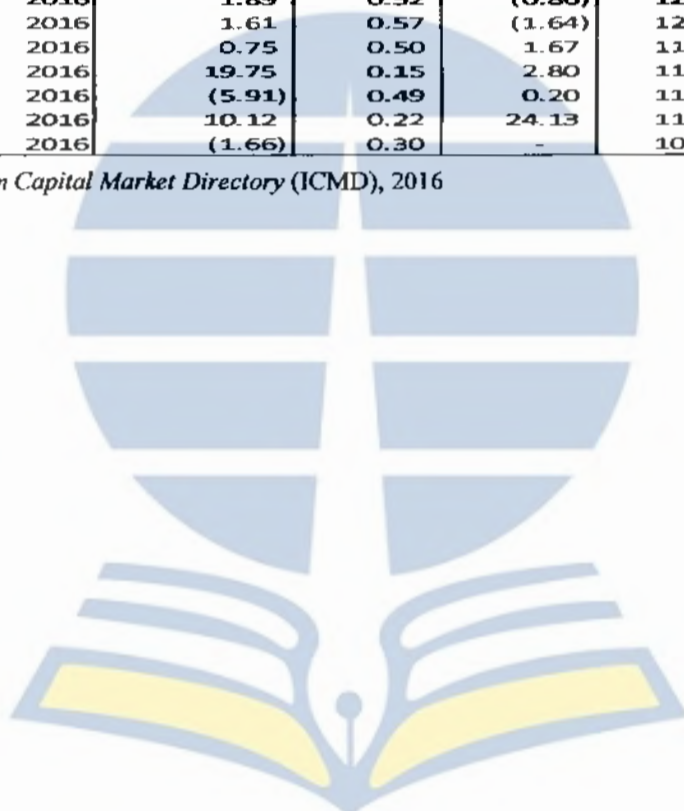 2016 1.61 0.57 (1.64) 12
2016 0.75 0.50 1.67 11
2016 19.75 0.15 2.80 11
2016 (5.91) 0.49 0.20 11
2016 10.12 0.22 24.13 11
2016 (1.66) 0.30 - 10
Capital Market Directory (ICMD), 2016